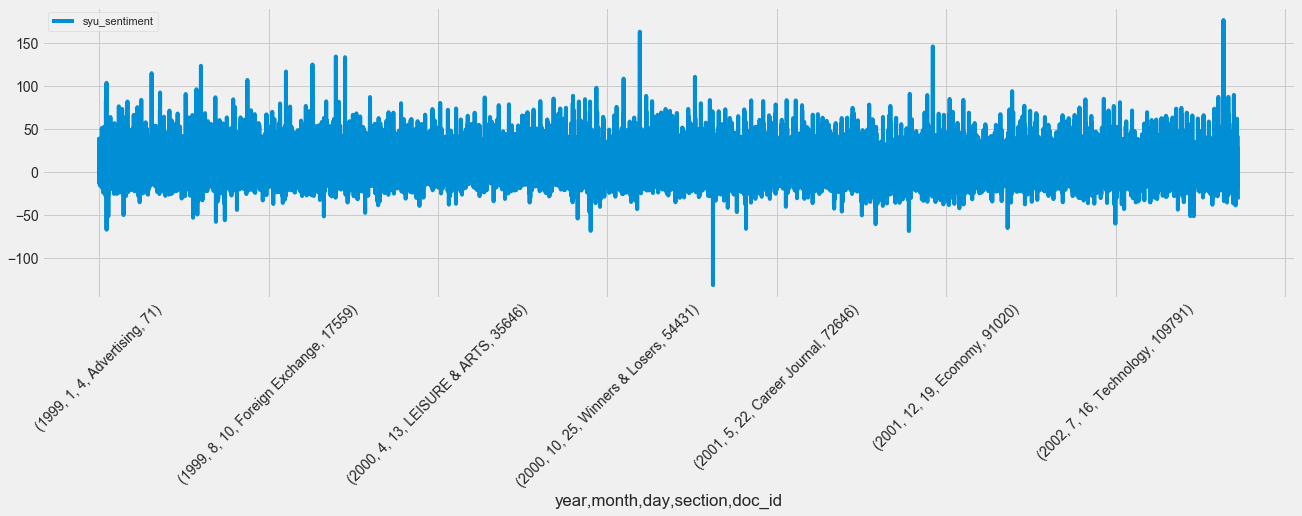 syu_sentiment
150
100
50
0
−50
−100
(1999, 1, 4, Advertising, 71)
(1999, 8, 10, Foreign Exchange, 17559)
(2000, 4, 13, LEISURE & ARTS, 35646)
(2000, 10, 25, Winners & Losers, 54431)
(2001, 5, 22, Career Journal, 72646)
(2001, 12, 19, Economy, 91020)
(2002, 7, 16, Technology, 109791)
year,month,day,section,doc_id